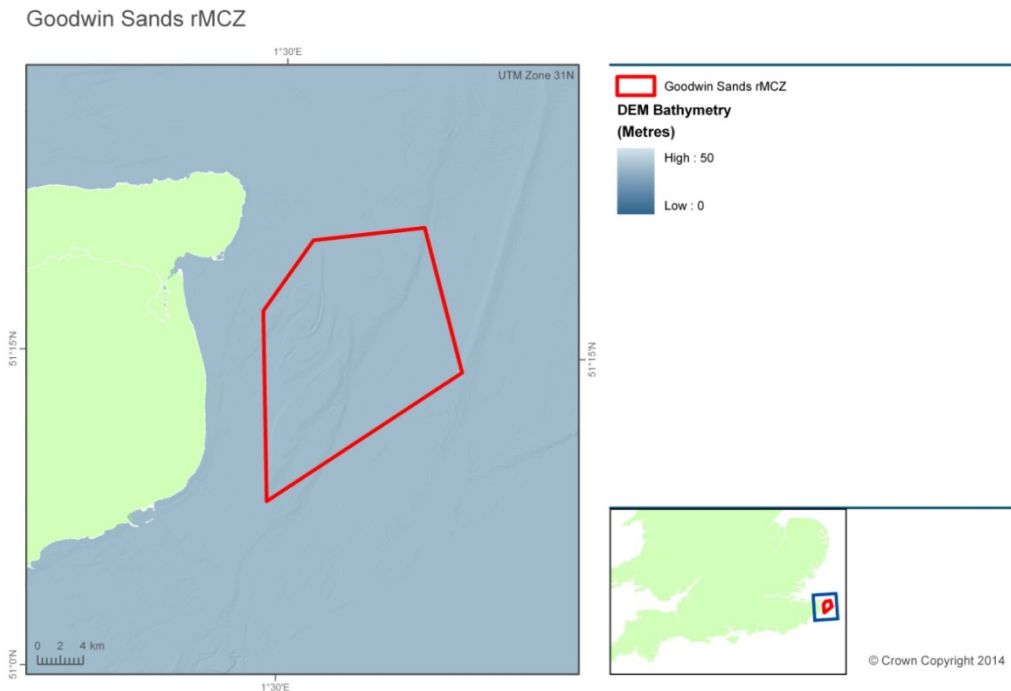 Goodwin Sands rMCZ
1°30'E
UTM Zone 31N
Goodwin Sands rMCZ
DEM Bathymetry
(Metres)
High : 50
Low : 0
51°15'N
51°15'N
51°0'N
0 2 4 km
1°30'E
© Crown Copyright 2014